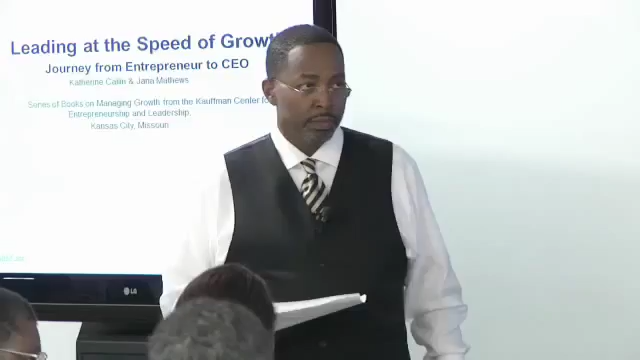 Leading at the Speed of Growth
Journey from Entrepreneur to CEO
Katherine Catlin & Jana Matthews
Series of Books on Managing Growth from the Kauffman Center for
Entrepreneurship and Leadership,
Kansas City, Missouri
LG